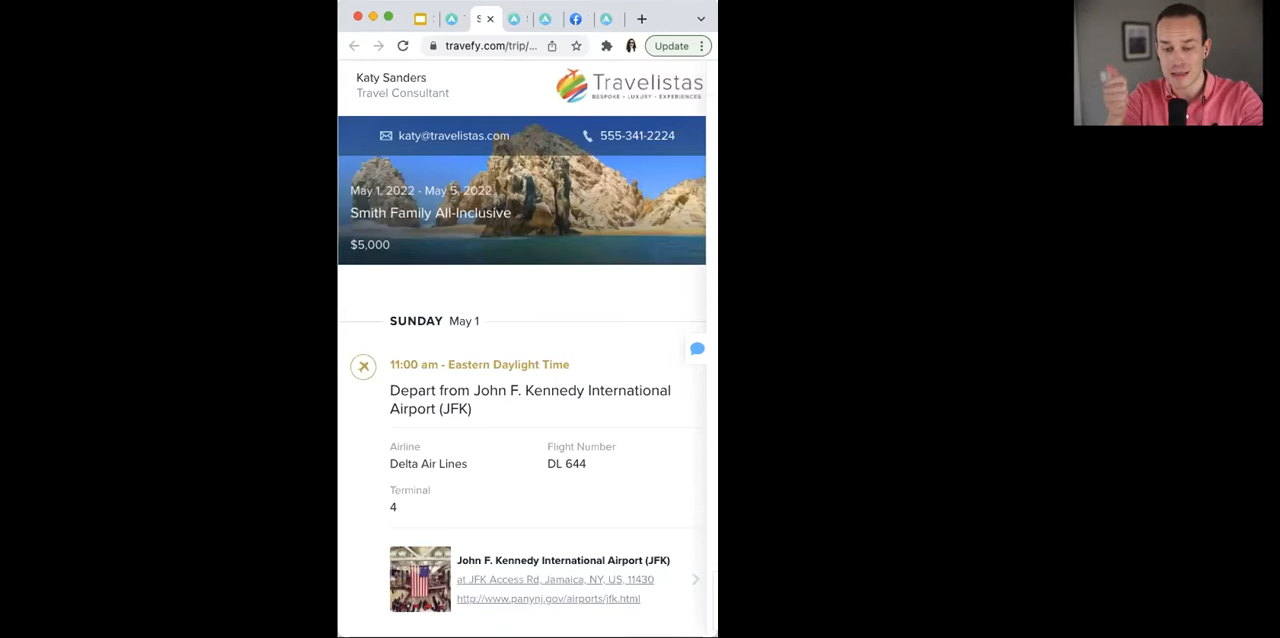 travefy.com/trip/...
Update
Katy Sanders
Travel Consultant
Travelistas
BESPOKE • LUXURY • EXPERIENCES
katy@travelistas.com
555-341-2224
May 1, 2022 - May 5, 2022
Smith Family All-Inclusive
$5,000
SUNDAY May 1
11:00 am - Eastern Daylight Time
Depart from John F. Kennedy International
Airport (JFK)
Airline
Flight Number
Delta Air Lines
DL 644
Terminal
4
John F. Kennedy International Airport (JFK)
at JFK Access Rd, Jamaica, NY, US, 11430
http://www.panynj.gov/airports/jfk.html